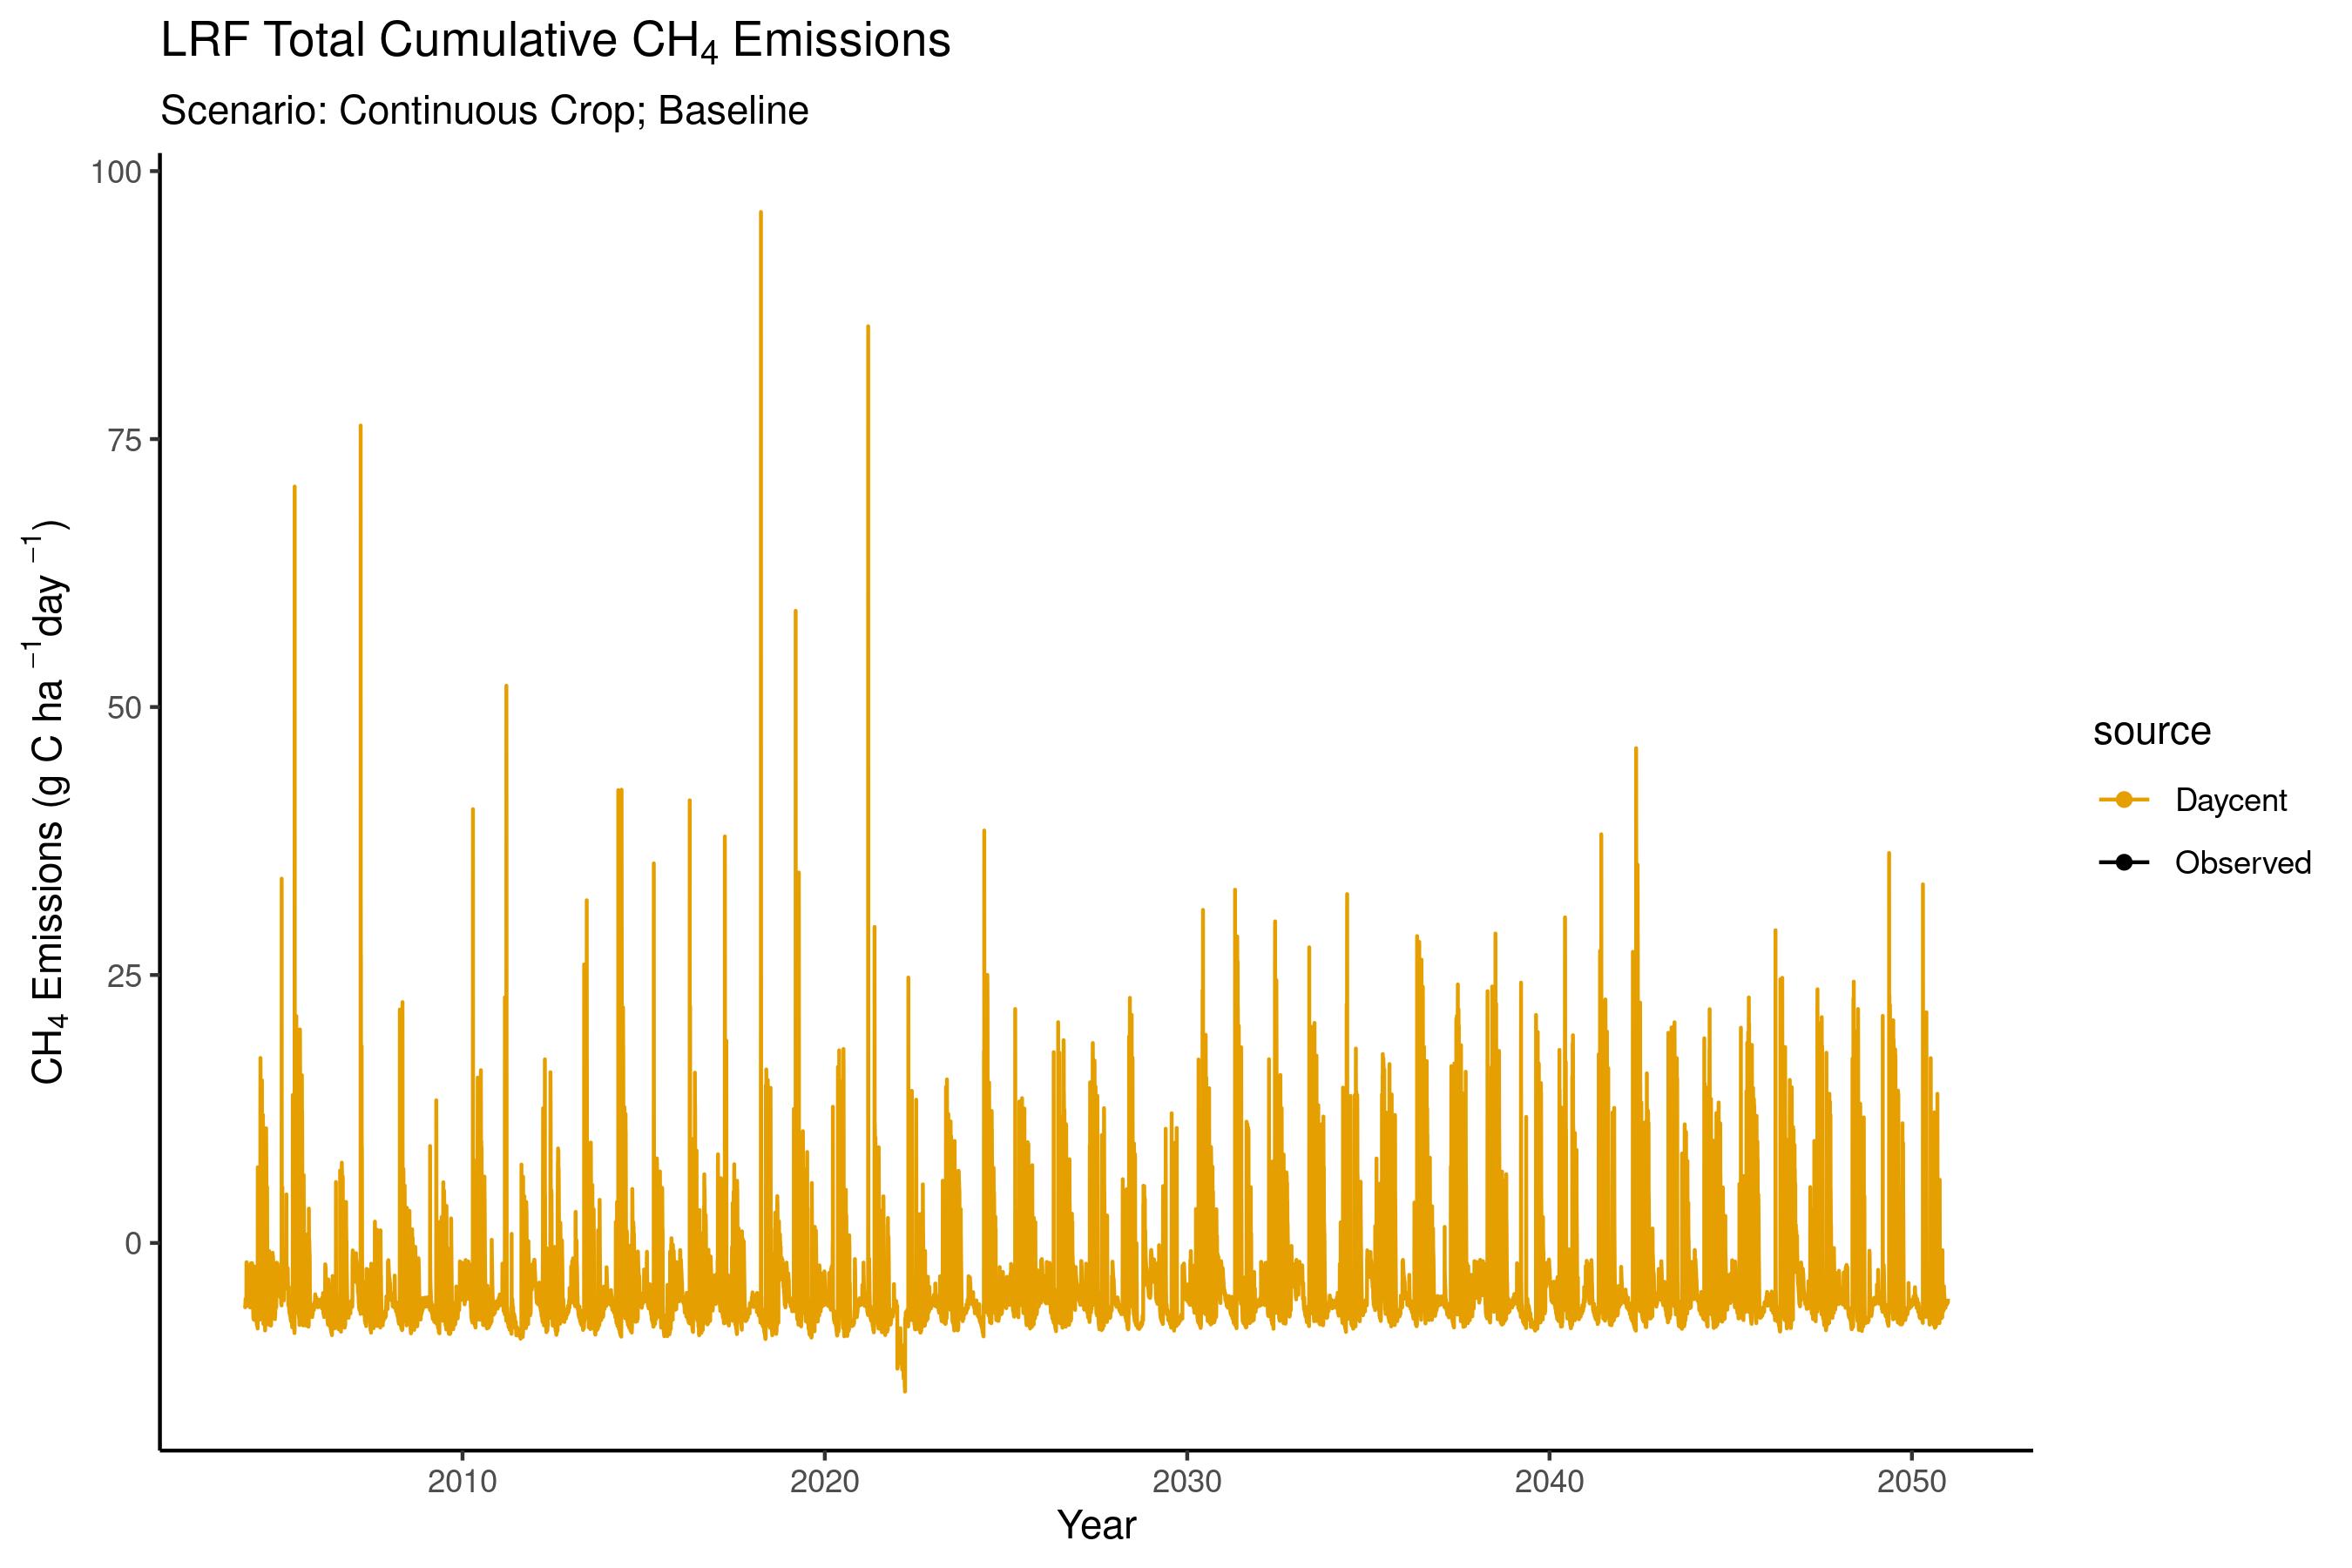 LRF Total Cumulative CH₄ Emissions
Scenario: Continuous Crop; Baseline
CH₄ Emissions (g C ha ⁻¹day ⁻¹)
100
75
50
25
0
2010 2020 2030 2040 2050
Year
source
Daycent
Observed